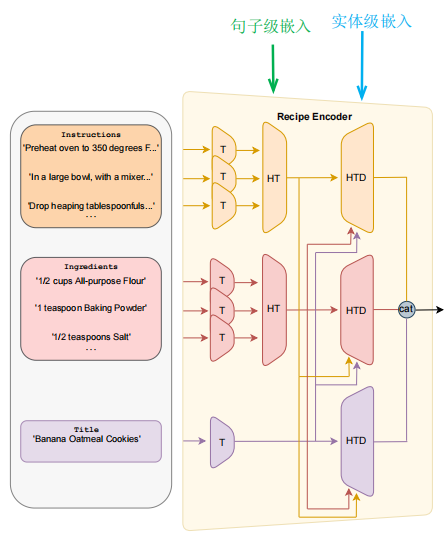 句子级嵌入
实体级嵌入
Recipe Encoder
Instructions
'Preheat oven to 350 degrees F...'
'In a large bowl, with a mixer...'
'Drop heaping tablespoonfuls...'
...
T
T
T
HT
HTD
Ingredients
'1/2 cups All-purpose Flour'
'1 teaspoon Baking Powder'
'1/2 teaspoons Salt'
...
T
T
T
HT
HTD
cat
Title
'Banana Oatmeal Cookies'
T
HTD